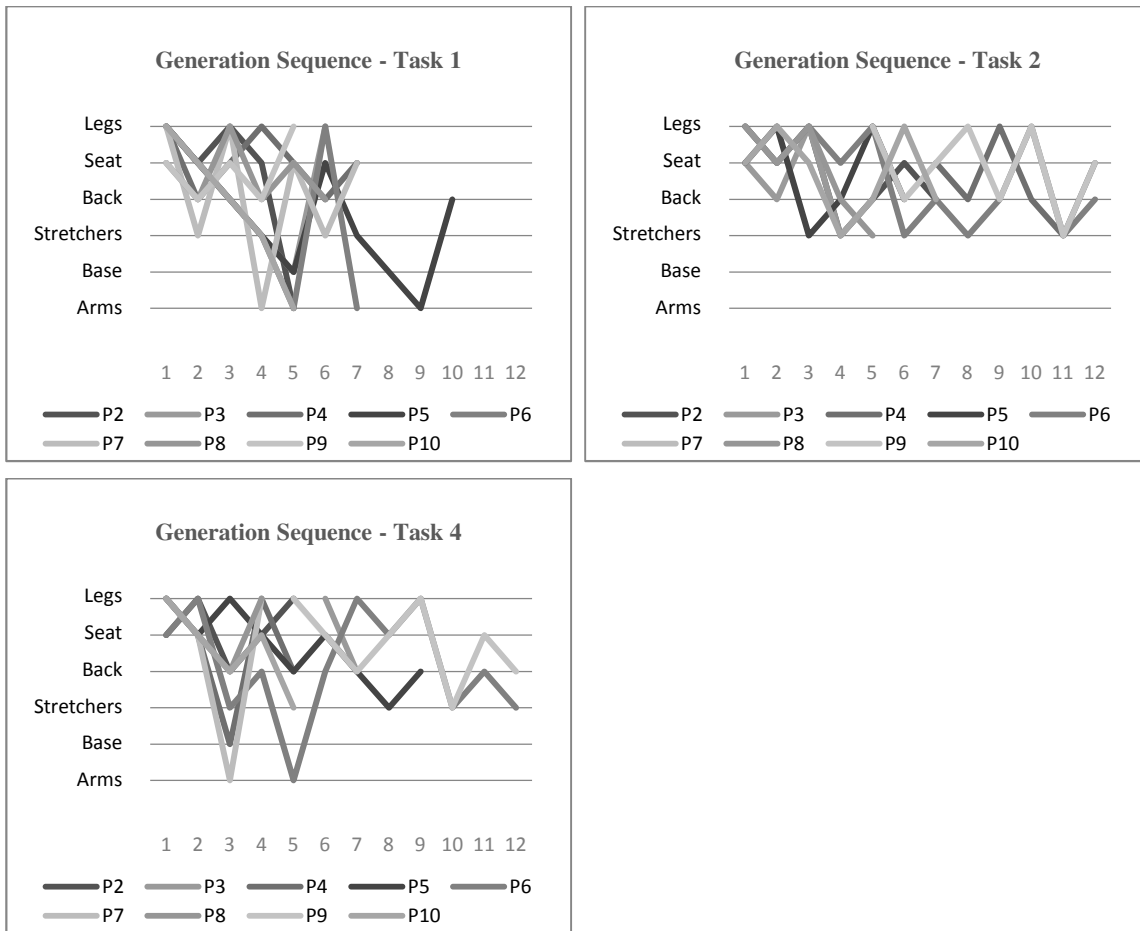 Generation Sequence - Task 1
Legs
Seat
Back
Stretchers
Base
Arms
1 2 3 4 5 6 7 8 9 10 11 12
P2 P3 P4 P5 P6
P7 P8 P9 P10
Generation Sequence - Task 2
Legs
Seat
Back
Stretchers
Base
Arms
1 2 3 4 5 6 7 8 9 10 11 12
P2 P3 P4 P5 P6
P7 P8 P9 P10
Generation Sequence - Task 4
Legs
Seat
Back
Stretchers
Base
Arms
1 2 3 4 5 6 7 8 9 10 11 12
P2 P3 P4 P5 P6
P7 P8 P9 P10